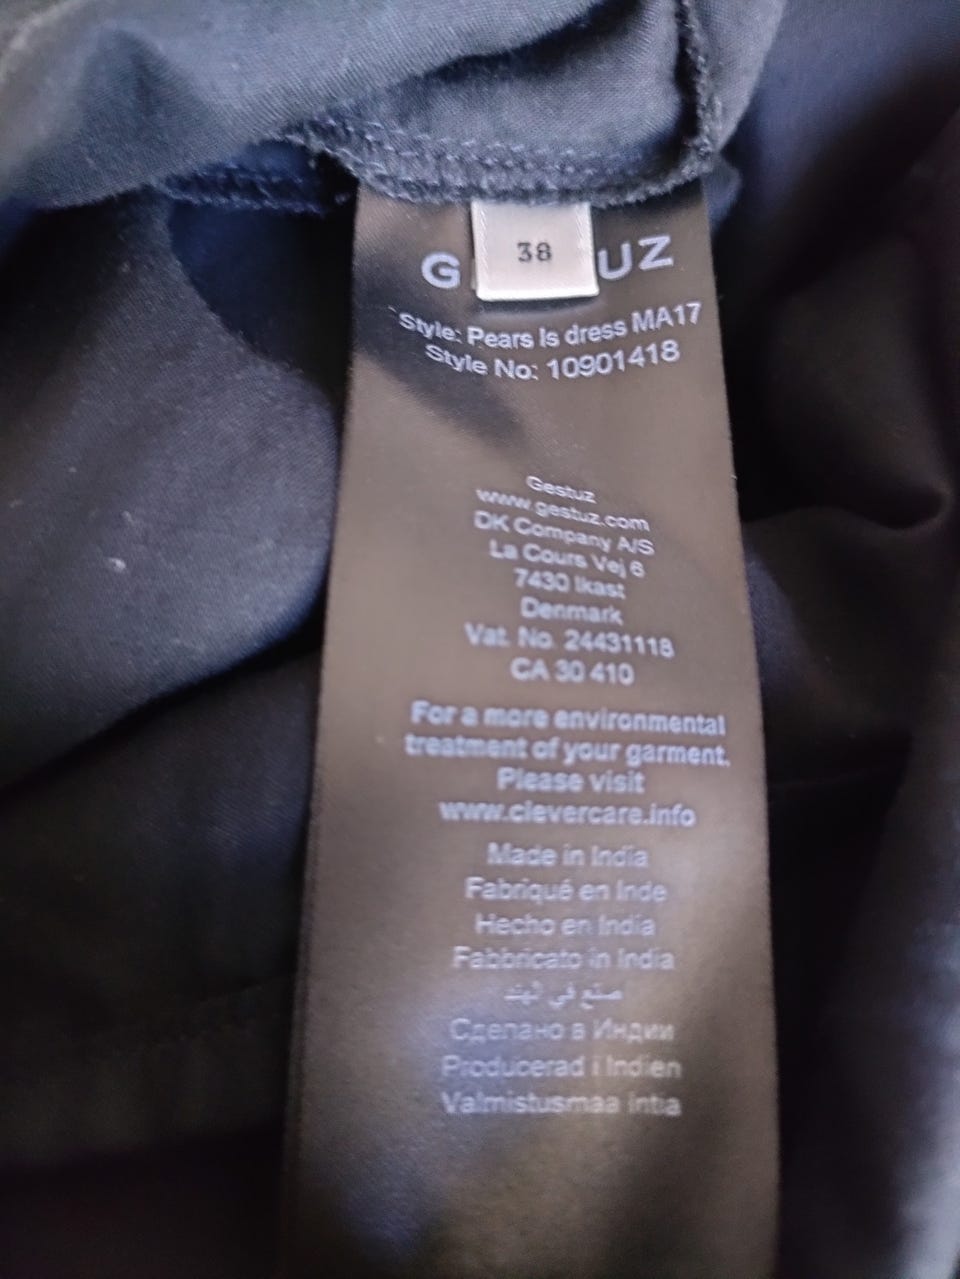 38
G UZ
Style: Pears ls dress MA17
Style No: 10901418
Gestuz
www.gestuz.com
DK Company A/S
La Cours Vej 6
7430 Ikast
Denmark
Vat. No. 24431118
CA 30 410
For a more environmental
treatment of your garment.
Please visit
www.clevercare.info
Made in India
Fabriqué en Inde
Hecho en India
Fabbricato in India
صنع في الهند
Сделано в Индии
Producerad i Indien
Valmistusmaa Intia